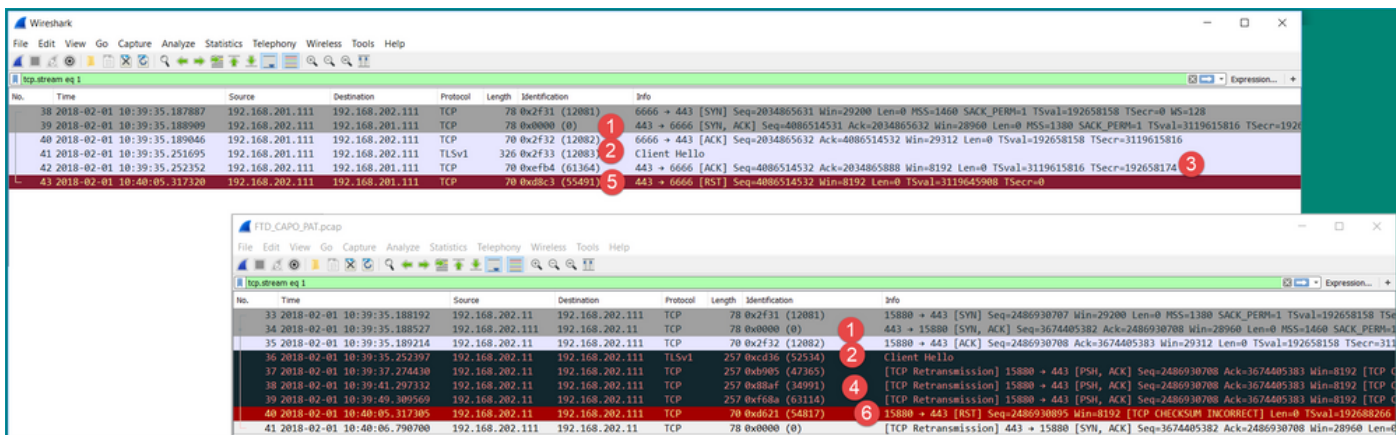 Wireshark
File Edit View Go Capture Analyze Statistics Telephony Wireless Tools Help
tcp.stream eq 1
Expression... +
No. Time Source Destination Protocol Length Identification Info
38 2018-02-01 10:39:35.187887 192.168.201.111 192.168.202.111 TCP 78 0x2f31 (12081) 6666 → 443 [SYN] Seq=2034865631 Win=29200 Len=0 MSS=1460 SACK_PERM=1 TSval=192658158 TSecr=0 WS=128
39 2018-02-01 10:39:35.188909 192.168.202.111 192.168.201.111 TCP 78 0x0000 (0) 1 443 → 6666 [SYN, ACK] Seq=4086514531 Ack=2034865632 Win=28960 Len=0 MSS=1380 SACK_PERM=1 TSval=3119615816 TSecr=1926
40 2018-02-01 10:39:35.189046 192.168.201.111 192.168.202.111 TCP 70 0x2f32 (12082) 6666 → 443 [ACK] Seq=2034865632 Ack=4086514532 Win=29312 Len=0 TSval=192658158 TSecr=3119615816
41 2018-02-01 10:39:35.251695 192.168.201.111 192.168.202.111 TLSv1 326 0x2f33 (12083) 2 Client Hello
42 2018-02-01 10:39:35.252352 192.168.202.111 192.168.201.111 TCP 70 0xefb4 (61364) 443 → 6666 [ACK] Seq=4086514532 Ack=2034865888 Win=8192 Len=0 TSval=3119615816 TSecr=192658174 3
43 2018-02-01 10:40:05.317320 192.168.202.111 192.168.201.111 TCP 70 0xd8c3 (55491) 5 443 → 6666 [RST] Seq=4086514532 Win=8192 Len=0 TSval=3119645908 TSecr=0
FTD_CAPO_PAT.pcap
File Edit View Go Capture Analyze Statistics Telephony Wireless Tools Help
tcp.stream eq 1
Expression... +
No. Time Source Destination Protocol Length Identification Info
33 2018-02-01 10:39:35.188192 192.168.202.11 192.168.202.111 TCP 78 0x2f31 (12081) 15880 → 443 [SYN] Seq=2486930707 Win=29200 Len=0 MSS=1380 SACK_PERM=1 TSval=192658158 TSe
34 2018-02-01 10:39:35.188527 192.168.202.111 192.168.202.11 TCP 78 0x0000 (0) 1 443 → 15880 [SYN, ACK] Seq=3674405382 Ack=2486930708 Win=28960 Len=0 MSS=1460 SACK_PERM=1
35 2018-02-01 10:39:35.189214 192.168.202.11 192.168.202.111 TCP 70 0x2f32 (12082) 15880 → 443 [ACK] Seq=2486930708 Ack=3674405383 Win=29312 Len=0 TSval=192658158 TSecr=311
36 2018-02-01 10:39:35.252397 192.168.202.11 192.168.202.111 TLSv1 257 0xcd36 (52534) 2 Client Hello
37 2018-02-01 10:39:37.274430 192.168.202.11 192.168.202.111 TCP 257 0xb905 (47365) [TCP Retransmission] 15880 → 443 [PSH, ACK] Seq=2486930708 Ack=3674405383 Win=8192 [TCP C
38 2018-02-01 10:39:41.297332 192.168.202.11 192.168.202.111 TCP 257 0x88af (34991) 4 [TCP Retransmission] 15880 → 443 [PSH, ACK] Seq=2486930708 Ack=3674405383 Win=8192 [TCP C
39 2018-02-01 10:39:49.309569 192.168.202.11 192.168.202.111 TCP 257 0xf68a (63114) [TCP Retransmission] 15880 → 443 [PSH, ACK] Seq=2486930708 Ack=3674405383 Win=8192 [TCP C
40 2018-02-01 10:40:05.317305 192.168.202.11 192.168.202.111 TCP 70 0xd621 (54817) 6 15880 → 443 [RST] Seq=2486930895 Win=8192 [TCP CHECKSUM INCORRECT] Len=0 TSval=192688266
41 2018-02-01 10:40:06.790700 192.168.202.111 192.168.202.11 TCP 78 0x0000 (0) [TCP Retransmission] 443 → 15880 [SYN, ACK] Seq=3674405382 Ack=2486930708 Win=28960 Len=0